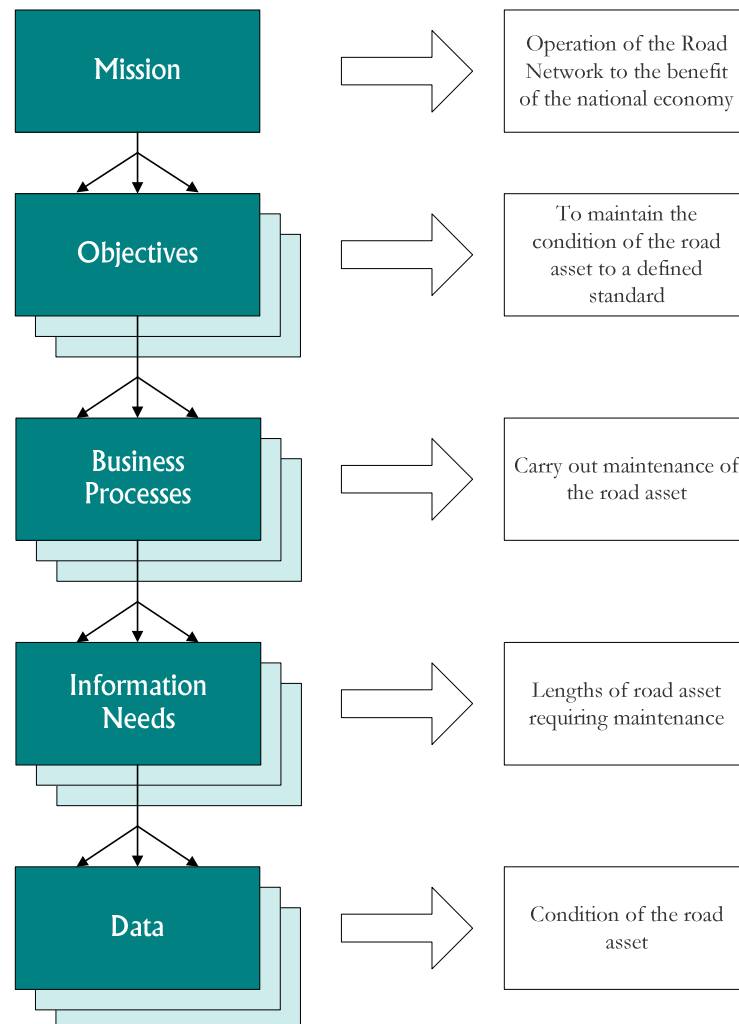 Mission
Operation of the Road
Network to the benefit
of the national economy
Objectives
To maintain the
condition of the road
asset to a defined
standard
Business
Processes
Carry out maintenance of
the road asset
Information
Needs
Lengths of road asset
requiring maintenance
Data
Condition of the road
asset